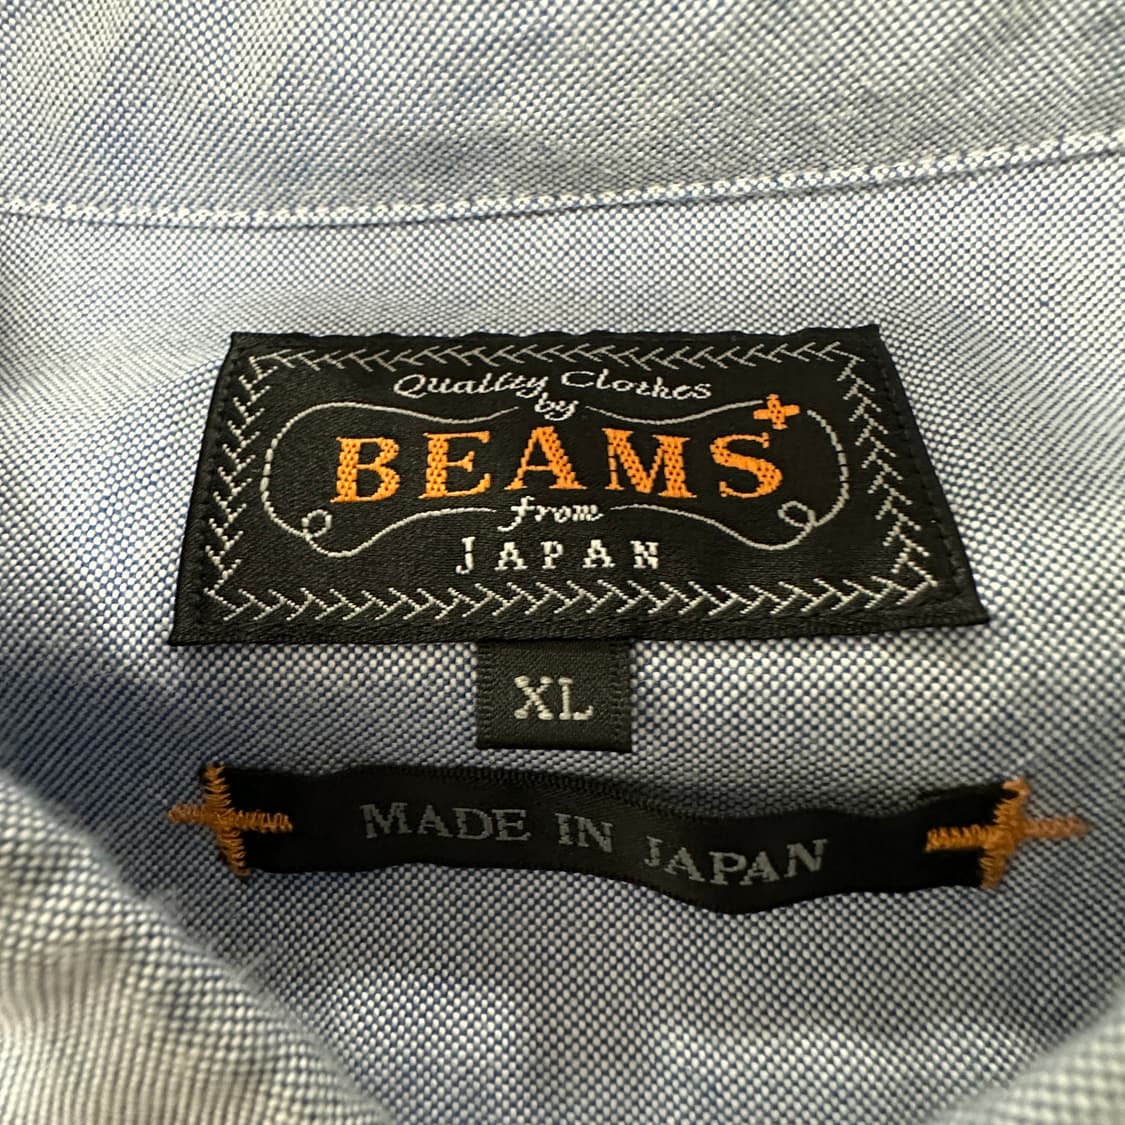 Quality Clothes
by
BEAMS+
from
JAPAN
XL
MADE IN JAPAN